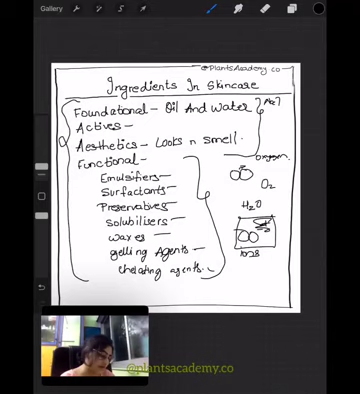 Gallery
@PlantsAcademy.co
Ingredients In Skincare
Foundational - Oil And Water
Actives -
Aesthetics - Looks n smell.
Functional -
Oxygen.
Emulsifiers
O2
Surfactants
Preservatives
H2O
Solubilisers
Waxes
gelling Agents
chelating agents
@plantsacademy.co